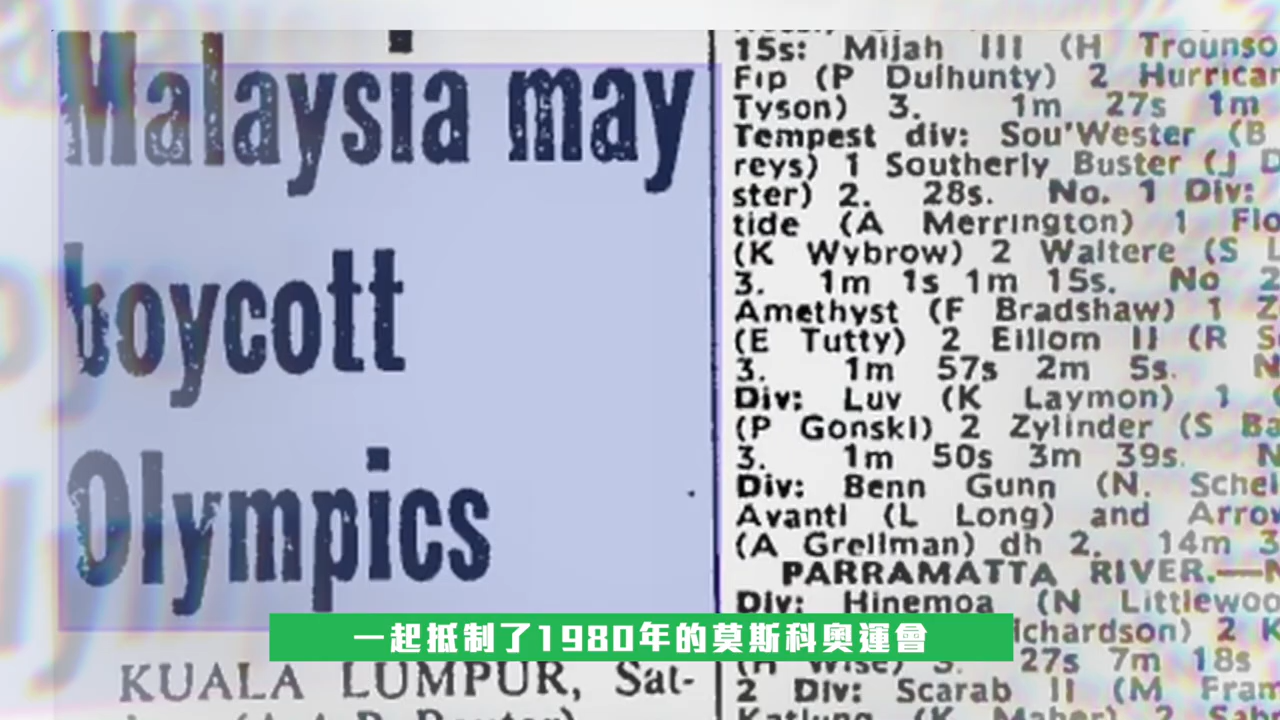 Malaysia may
boycott
Olympics
KUALA LUMPUR, Sat-
15s: Mijah III (H
Fip (P Dulhunty) 2
Tyson) 3. 1m 27s 1m
Tempest div: Sou'Wester (B
reys) 1 Southerly Buster (J
ster) 2. 28s. No. 1 Div:
tide (A Merrington) 1
(K Wybrow) 2 Waltere (S
3. 1m 1s 1m 15s. No
Amethyst (F Bradshaw) 1
(E Tutty) 2 Eillom II (R
3. 1m 57s 2m 5s.
Div: Luv (K Laymon) 1
(P Gonski) 2 Zylinder (S
3. 1m 50s 3m 39s.
Div: Benn Gunn (N.
Avanti (L Long) and
(A Grellman) dh 2. 14m
PARRAMATTA RIVER.—
Div: Hinemoa (N
ichardson) 2
27s 7m 18s
2 Div: Scarab II (M
一起抵制了1980年的莫斯科奧運會